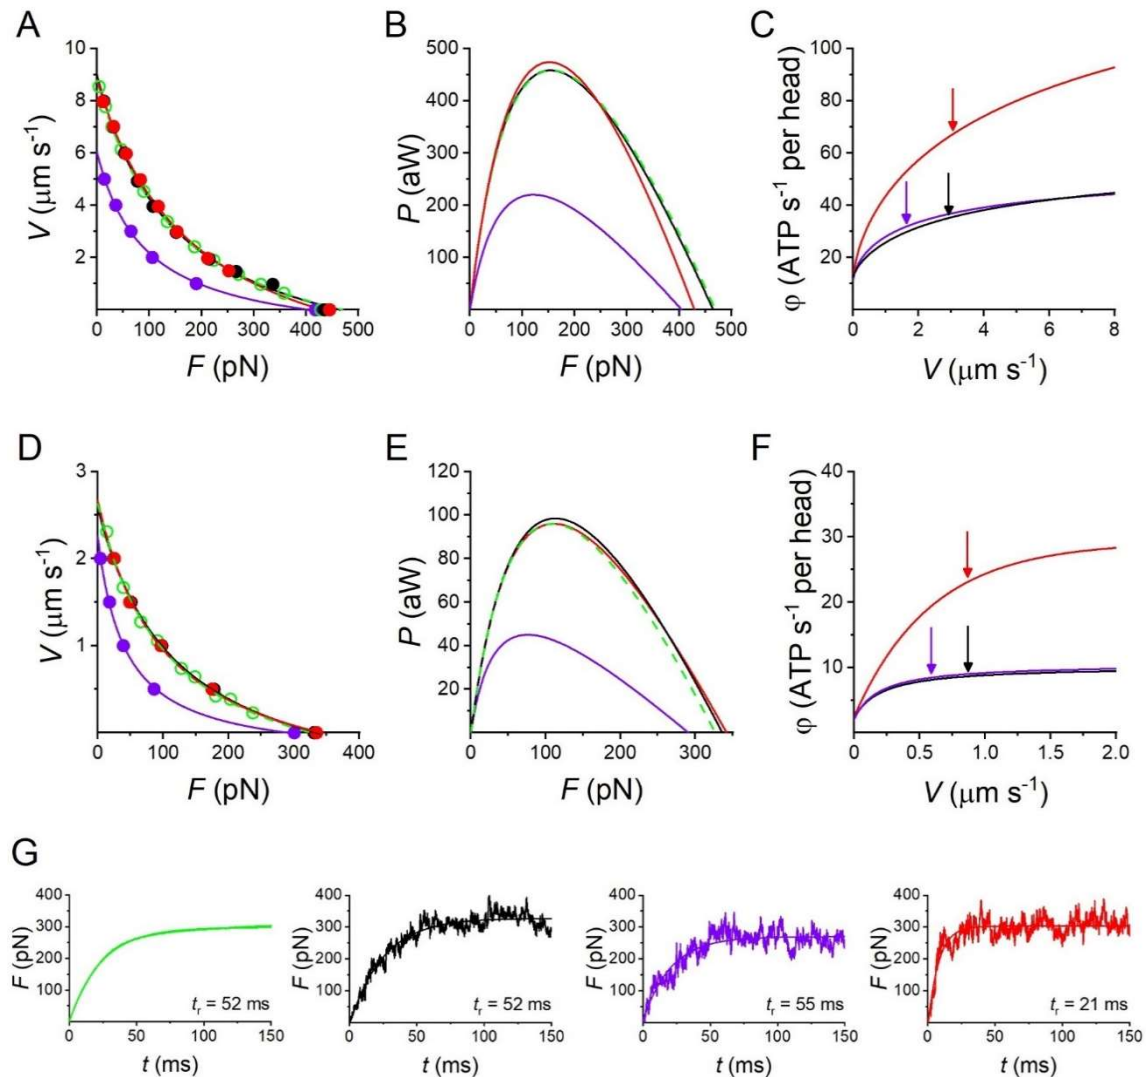 A
B
C
V (μm s⁻¹)
10
8
6
4
2
0
100
200
300
400
500
F (pN)
P (aW)
500
400
300
200
100
0
100
200
300
400
500
F (pN)
φ (ATP s⁻¹ per head)
100
80
60
40
20
0
2
4
6
8
V (μm s⁻¹)
D
E
F
V (μm s⁻¹)
3
2
1
0
100
200
300
400
F (pN)
P (aW)
120
100
80
60
40
20
0
100
200
300
F (pN)
φ (ATP s⁻¹ per head)
40
30
20
10
0.0
0.5
1.0
1.5
2.0
V (μm s⁻¹)
G
F (pN)
400
300
200
100
tr = 52 ms
0
50
100
150
t (ms)
F (pN)
400
300
200
100
tr = 52 ms
0
50
100
150
t (ms)
F (pN)
400
300
200
100
tr = 55 ms
0
50
100
150
t (ms)
F (pN)
400
300
200
100
tr = 21 ms
0
50
100
150
t (ms)